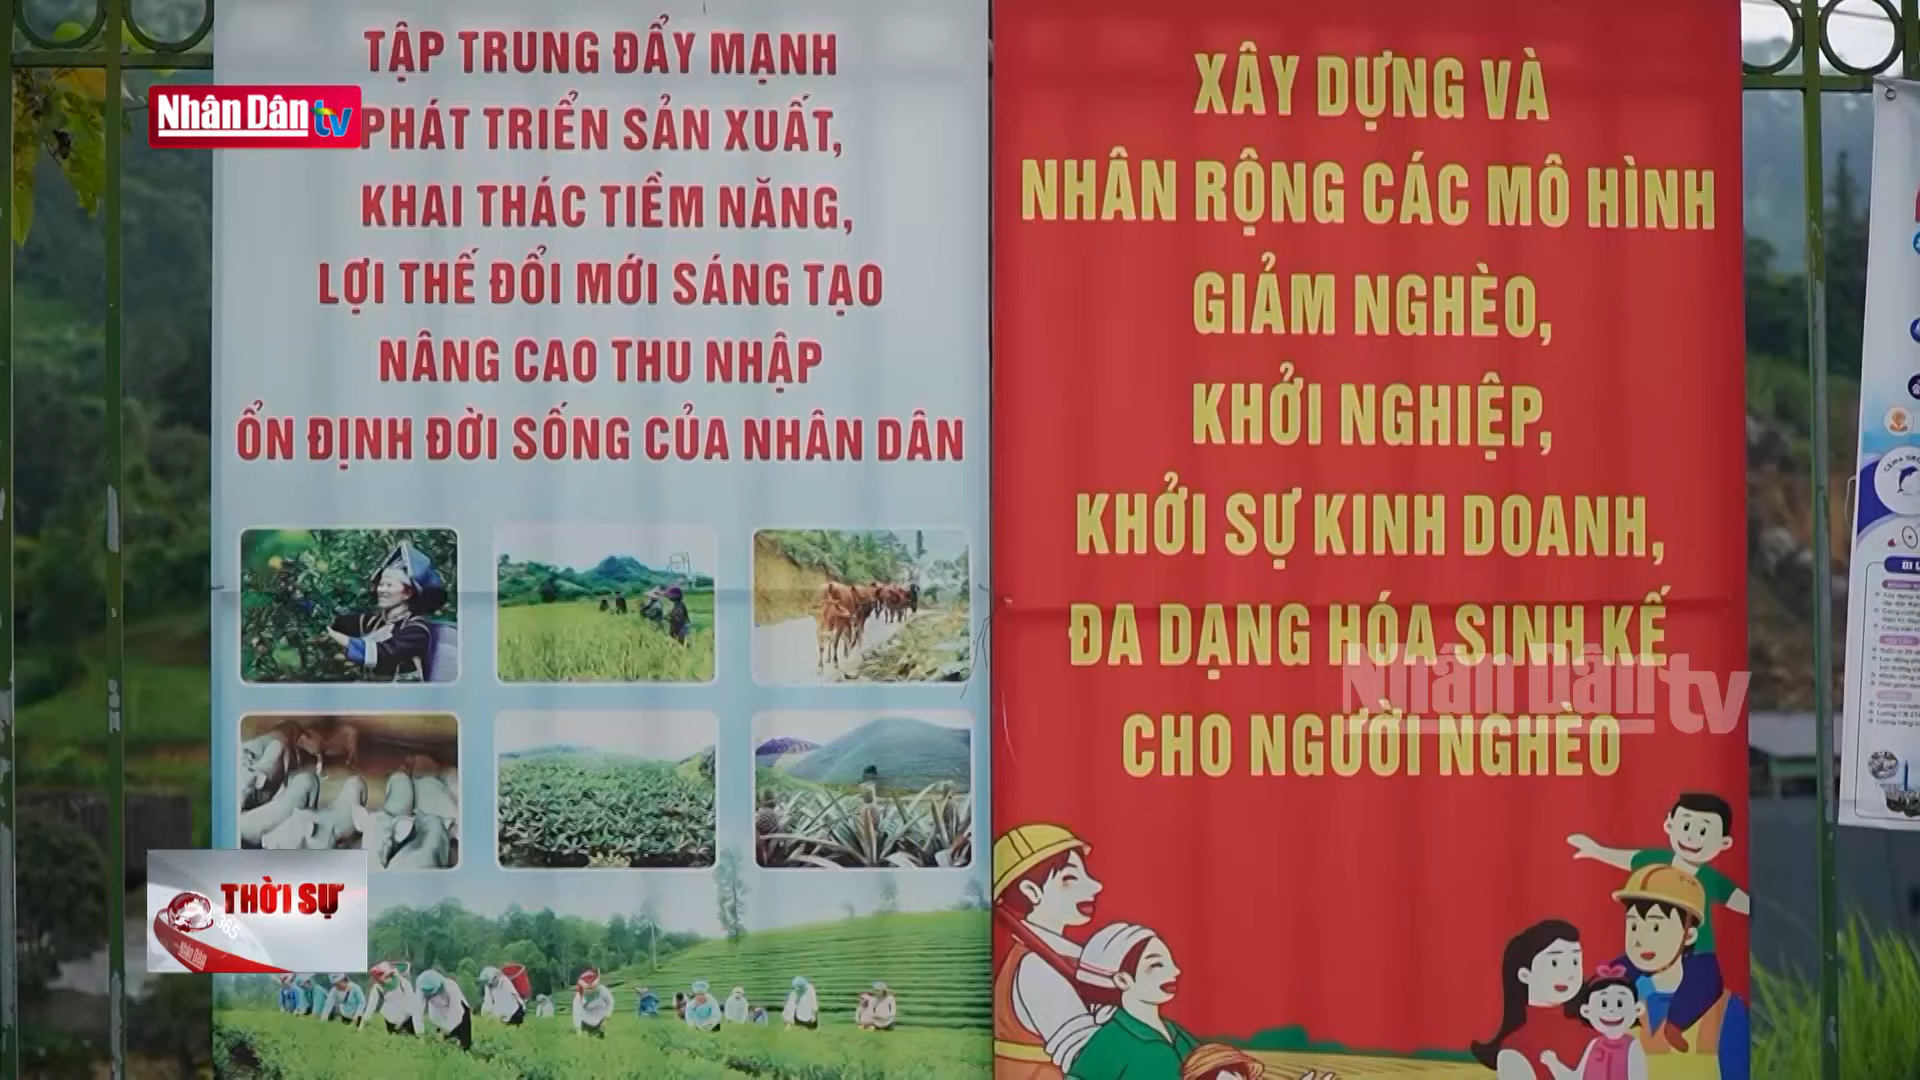 TẬP TRUNG ĐẨY MẠNH
PHÁT TRIỂN SẢN XUẤT,
KHAI THÁC TIỀM NĂNG,
LỢI THẾ ĐỔI MỚI SÁNG TẠO
NÂNG CAO THU NHẬP
ỔN ĐỊNH ĐỜI SỐNG CỦA NHÂN DÂN
XÂY DỰNG VÀ
NHÂN RỘNG CÁC MÔ HÌNH
GIẢM NGHÈO,
KHỞI NGHIỆP,
KHỞI SỰ KINH DOANH,
ĐA DẠNG HÓA SINH KẾ
CHO NGƯỜI NGHÈO
Nhân Dân tv
Nhân Dân tv
THỜI SỰ
365
Nhân Dân